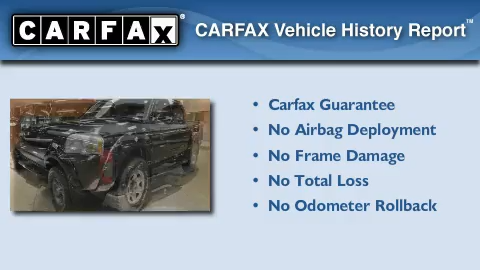 CARFAX® CARFAX Vehicle History Report™
• Carfax Guarantee
• No Airbag Deployment
• No Frame Damage
• No Total Loss
• No Odometer Rollback